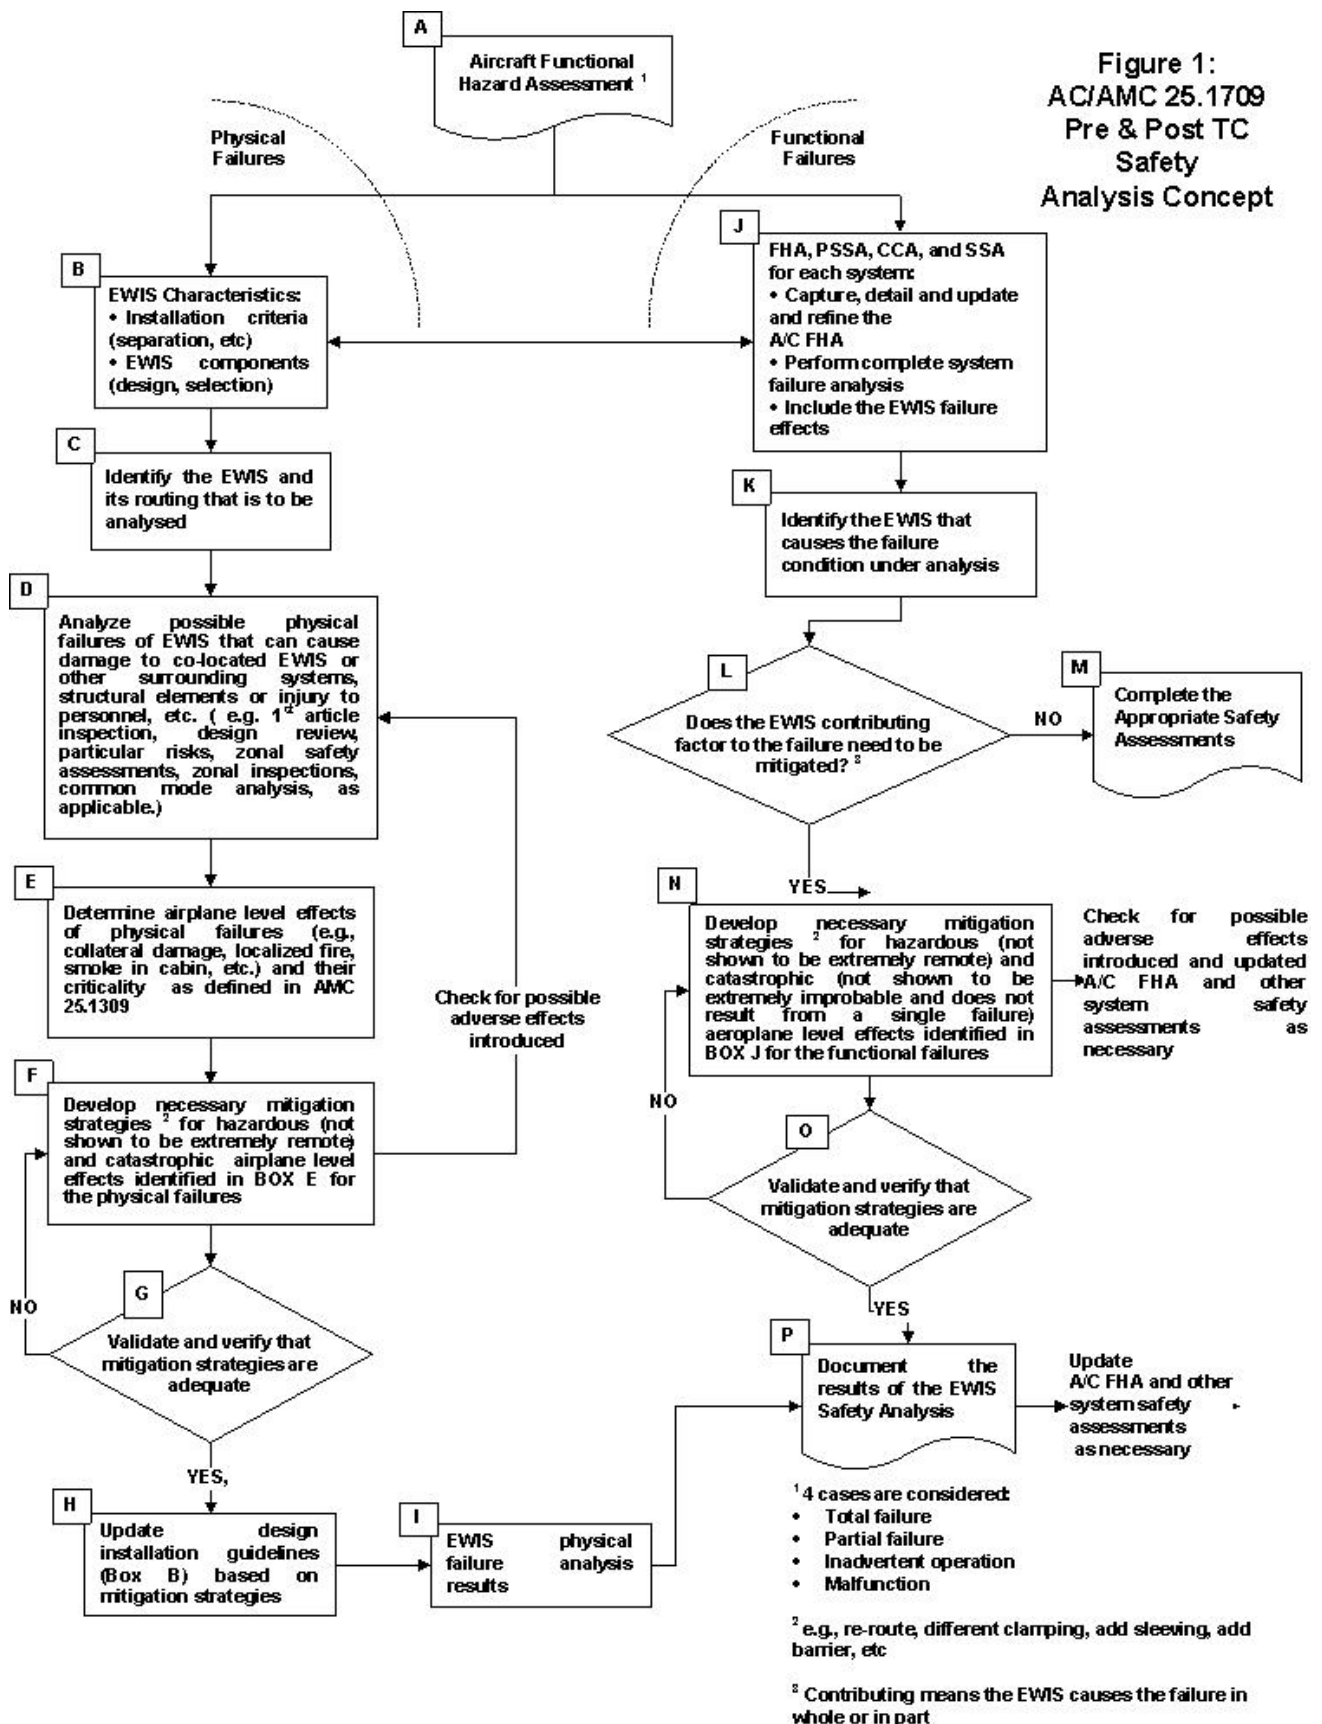 A
Aircraft Functional
Hazard Assessment 1
Figure 1:
AC/AMC 25.1709
Pre & Post TC
Safety
Analysis Concept
Physical
Failures
Functional
Failures
B
EWIS Characteristics:
• Installation criteria
(separation, etc)
• EWIS components
(design, selection)
J
FHA, PSSA, CCA, and SSA
for each system:
• Capture, detail and update
and refine the
A/C FHA
• Perform complete system
failure analysis
• Include the EWIS failure
effects
C
Identify the EWIS and
its routing that is to be
analysed
K
Identify the EWIS that
causes the failure
condition under analysis
D
Analyze possible physical
failures of EWIS that can cause
damage to co-located EWIS or
other surrounding systems,
structural elements or injury to
personnel, etc. ( e.g. 1st article
inspection, design review,
particular risks, zonal safety
assessments, zonal inspections,
common mode analysis, as
applicable.)
L
Does the EWIS contributing
factor to the failure need to be
mitigated? 3
NO
M
Complete the
Appropriate Safety
Assessments
YES
E
Determine airplane level effects
of physical failures (e.g.,
collateral damage, localized fire,
smoke in cabin, etc.) and their
criticality as defined in AMC
25.1309
Check for possible
adverse effects
introduced
N
Develop necessary mitigation
strategies 2 for hazardous (not
shown to be extremely remote) and
catastrophic (not shown to be
extremely improbable and does not
result from a single failure)
aeroplane level effects identified in
BOX J for the functional failures
Check for possible
adverse effects
introduced and updated
A/C FHA and other
system safety
assessments as
necessary
F
Develop necessary mitigation
strategies 2 for hazardous (not
shown to be extremely remote)
and catastrophic airplane level
effects identified in BOX E for
the physical failures
NO
O
Validate and verify that
mitigation strategies are
adequate
G
Validate and verify that
mitigation strategies are
adequate
NO
YES
YES,
P
Document the
results of the EWIS
Safety Analysis
Update
A/C FHA and other
system safety
assessments
as necessary
H
Update design
installation guidelines
(Box B) based on
mitigation strategies
I
EWIS physical
failure analysis
results
1 4 cases are considered:
• Total failure
• Partial failure
• Inadvertent operation
• Malfunction
2 e.g., re-route, different clamping, add sleeving, add
barrier, etc
3 Contributing means the EWIS causes the failure in
whole or in part